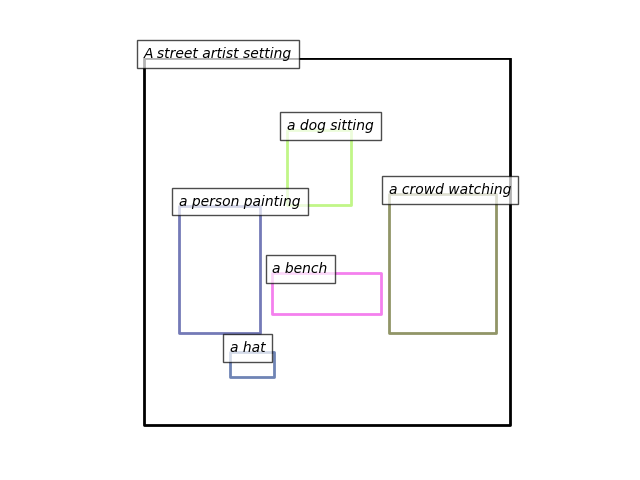 A street artist setting
a dog sitting
a crowd watching
a person painting
a bench
a hat